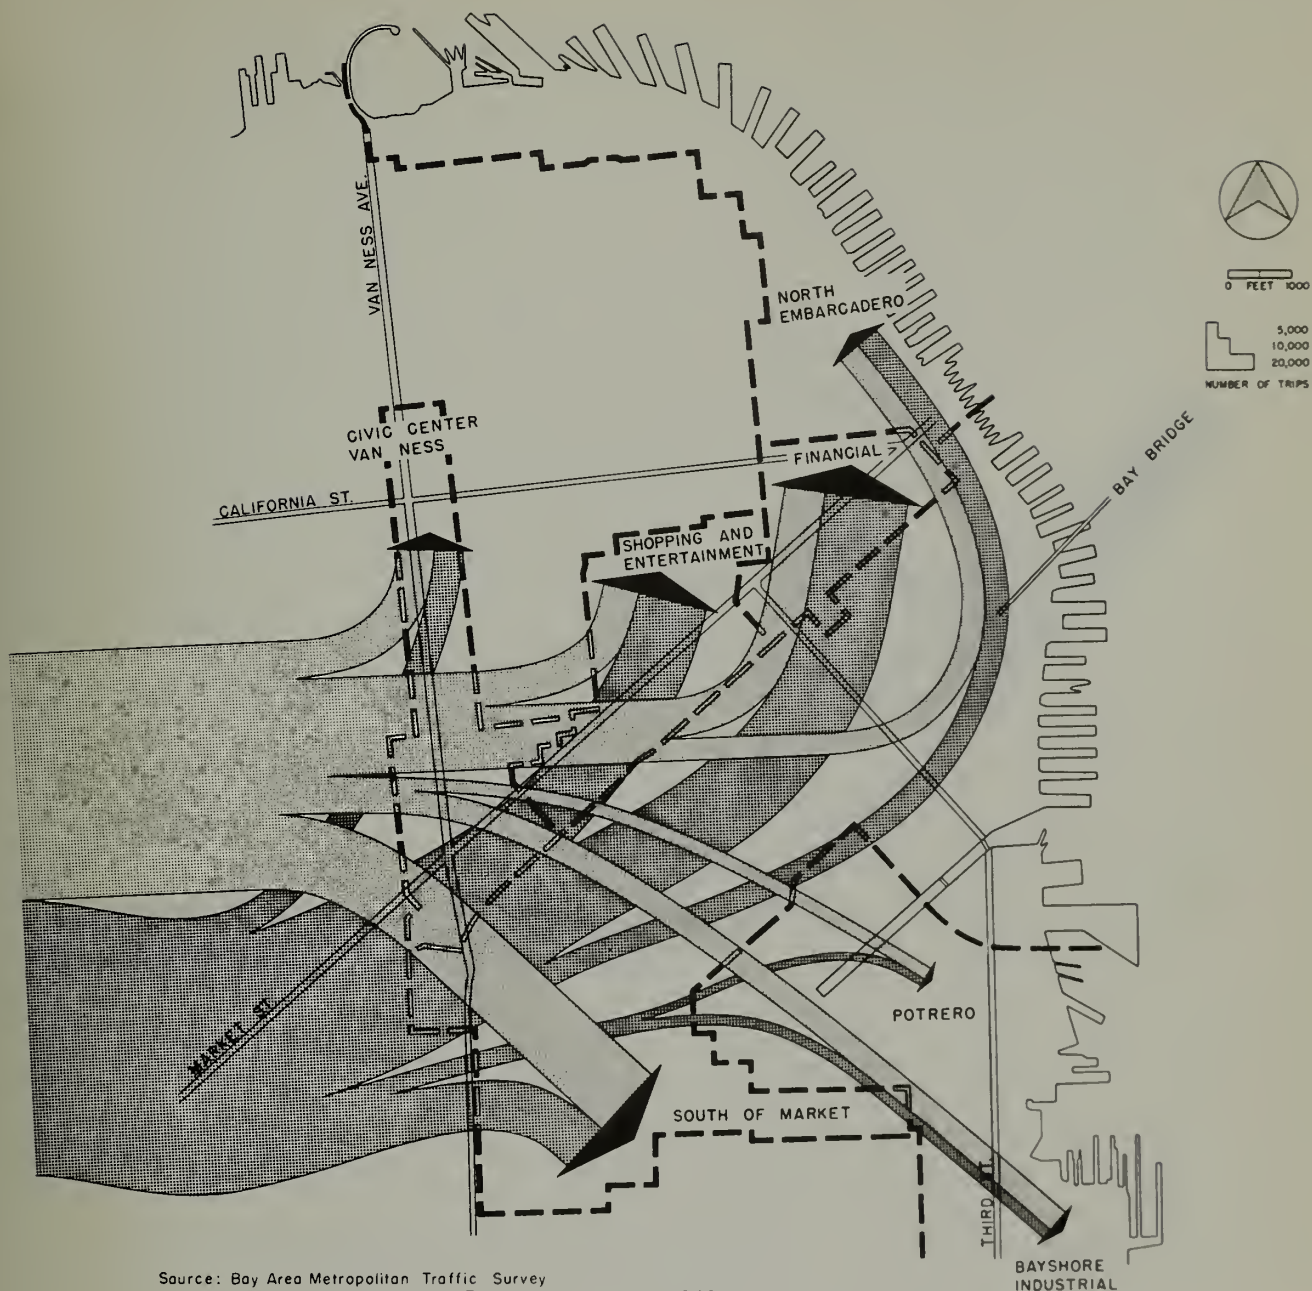 VAN NESS AVE.
NORTH
EMBARCADERO
0 FEET 1000
5,000
10,000
20,000
NUMBER OF TRIPS
BAY BRIDGE
CIVIC CENTER
VAN NESS
FINANCIAL
CALIFORNIA ST.
SHOPPING AND
ENTERTAINMENT
MARKET ST.
POTRERO
SOUTH OF MARKET
THIRD ST.
BAYSHORE
INDUSTRIAL
Source: Bay Area Metropolitan Traffic Survey